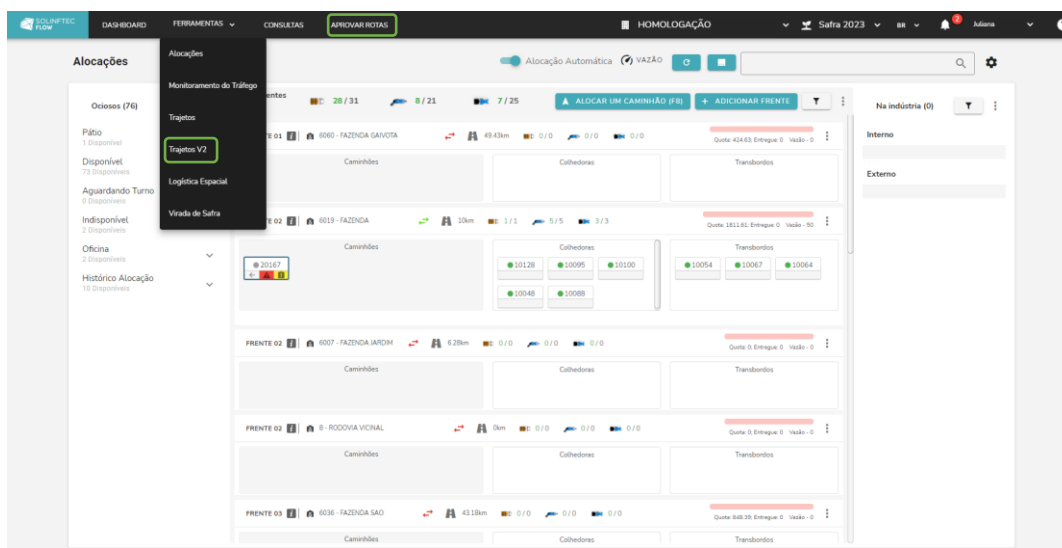 SOLINFTEC FLOW DASHBOARD FERRAMENTAS CONSULTAS APROVAR ROTAS HOMOLOGAÇÃO Safra 2023 BR 2 Juliana
Alocações
Monitoramento do Tráfego
Trajetos
Trajetos V2
Logística Espacial
Virada de Safra
Alocações Alocação Automática VAZÃO
Ociosos (76)
Pátio
1 Disponível
Disponível
73 Disponíveis
Aguardando Turno
0 Disponíveis
Indisponível
2 Disponíveis
Oficina
2 Disponíveis
Histórico Alocação
10 Disponíveis
entes 28 / 31 8 / 21 7 / 25 ALOCAR UM CAMINHÃO (F8) + ADICIONAR FRENTE
TE 01 6060 - FAZENDA GAIVOTA 49.43km 0/0 0/0 0/0 Quota: 424.63; Entregue: 0 Vazão - 0
Caminhões Colhedoras Transbordos
TE 02 6019 - FAZENDA 10km 1/1 5/5 3/3 Quota: 1811.61; Entregue: 0 Vazão - 50
Caminhões Colhedoras Transbordos
20167 10128 10095 10100 10054 10067 10064
10048 10088
FRENTE 02 6007 - FAZENDA JARDIM 6.28km 0/0 0/0 0/0 Quota: 0; Entregue: 0 Vazão - 0
Caminhões Colhedoras Transbordos
FRENTE 02 8 - RODOVIA VICINAL 0km 0/0 0/0 0/0 Quota: 0; Entregue: 0 Vazão - 0
Caminhões Colhedoras Transbordos
FRENTE 03 6036 - FAZENDA SAO 43.18km 0/0 0/0 0/0 Quota: 848.39; Entregue: 0 Vazão - 0
Caminhões Colhedoras Transbordos
Na indústria (0)
Interno
Externo